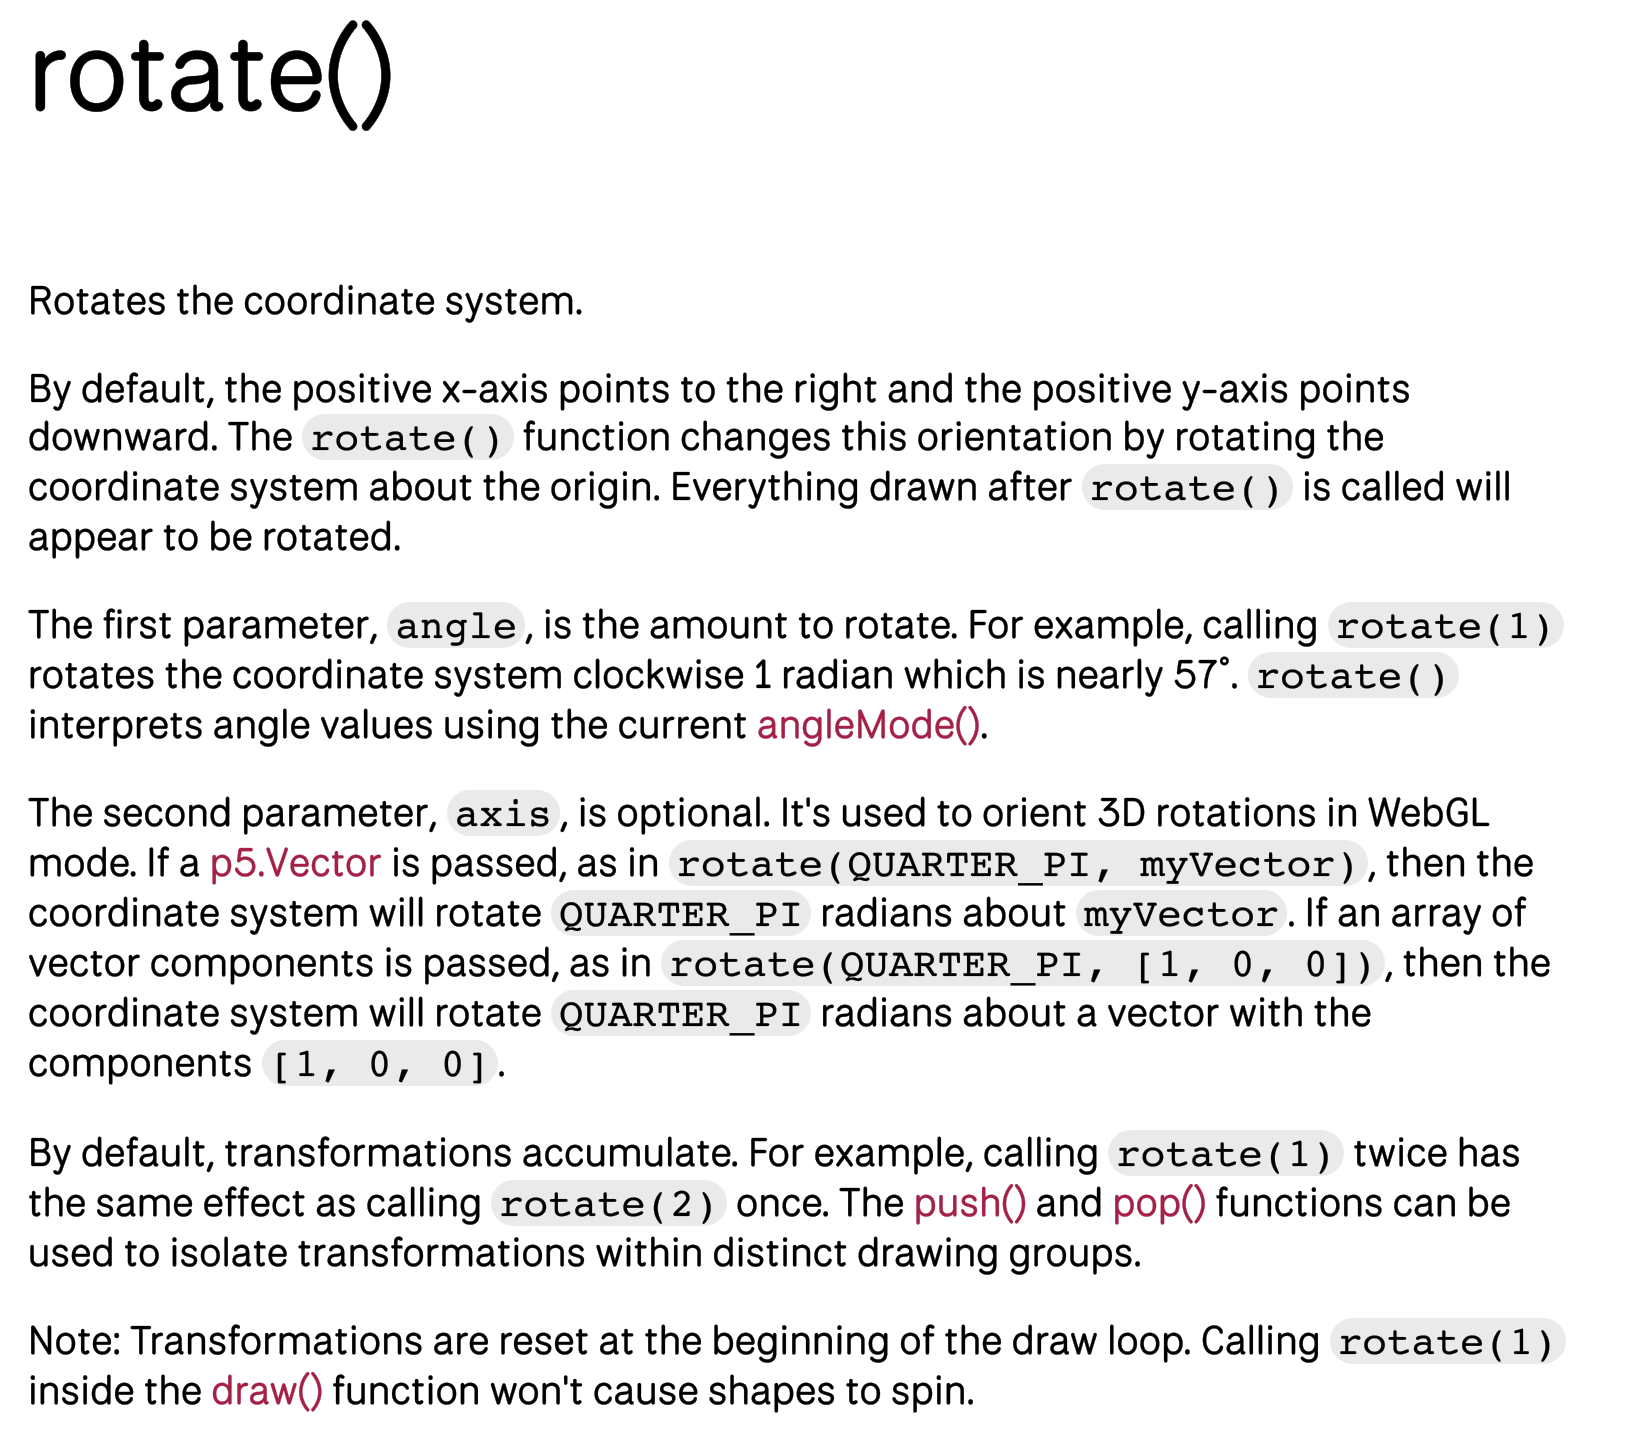 rotate()
Rotates the coordinate system.
By default, the positive x-axis points to the right and the positive y-axis points
downward. The rotate() function changes this orientation by rotating the
coordinate system about the origin. Everything drawn after rotate() is called will
appear to be rotated.
The first parameter, angle, is the amount to rotate. For example, calling rotate(1)
rotates the coordinate system clockwise 1 radian which is nearly 57°. rotate()
interprets angle values using the current angleMode().
The second parameter, axis, is optional. It's used to orient 3D rotations in WebGL
mode. If a p5.Vector is passed, as in rotate(QUARTER_PI, myVector), then the
coordinate system will rotate QUARTER_PI radians about myVector. If an array of
vector components is passed, as in rotate(QUARTER_PI, [1, 0, 0]), then the
coordinate system will rotate QUARTER_PI radians about a vector with the
components [1, 0, 0].
By default, transformations accumulate. For example, calling rotate(1) twice has
the same effect as calling rotate(2) once. The push() and pop() functions can be
used to isolate transformations within distinct drawing groups.
Note: Transformations are reset at the beginning of the draw loop. Calling rotate(1)
inside the draw() function won't cause shapes to spin.